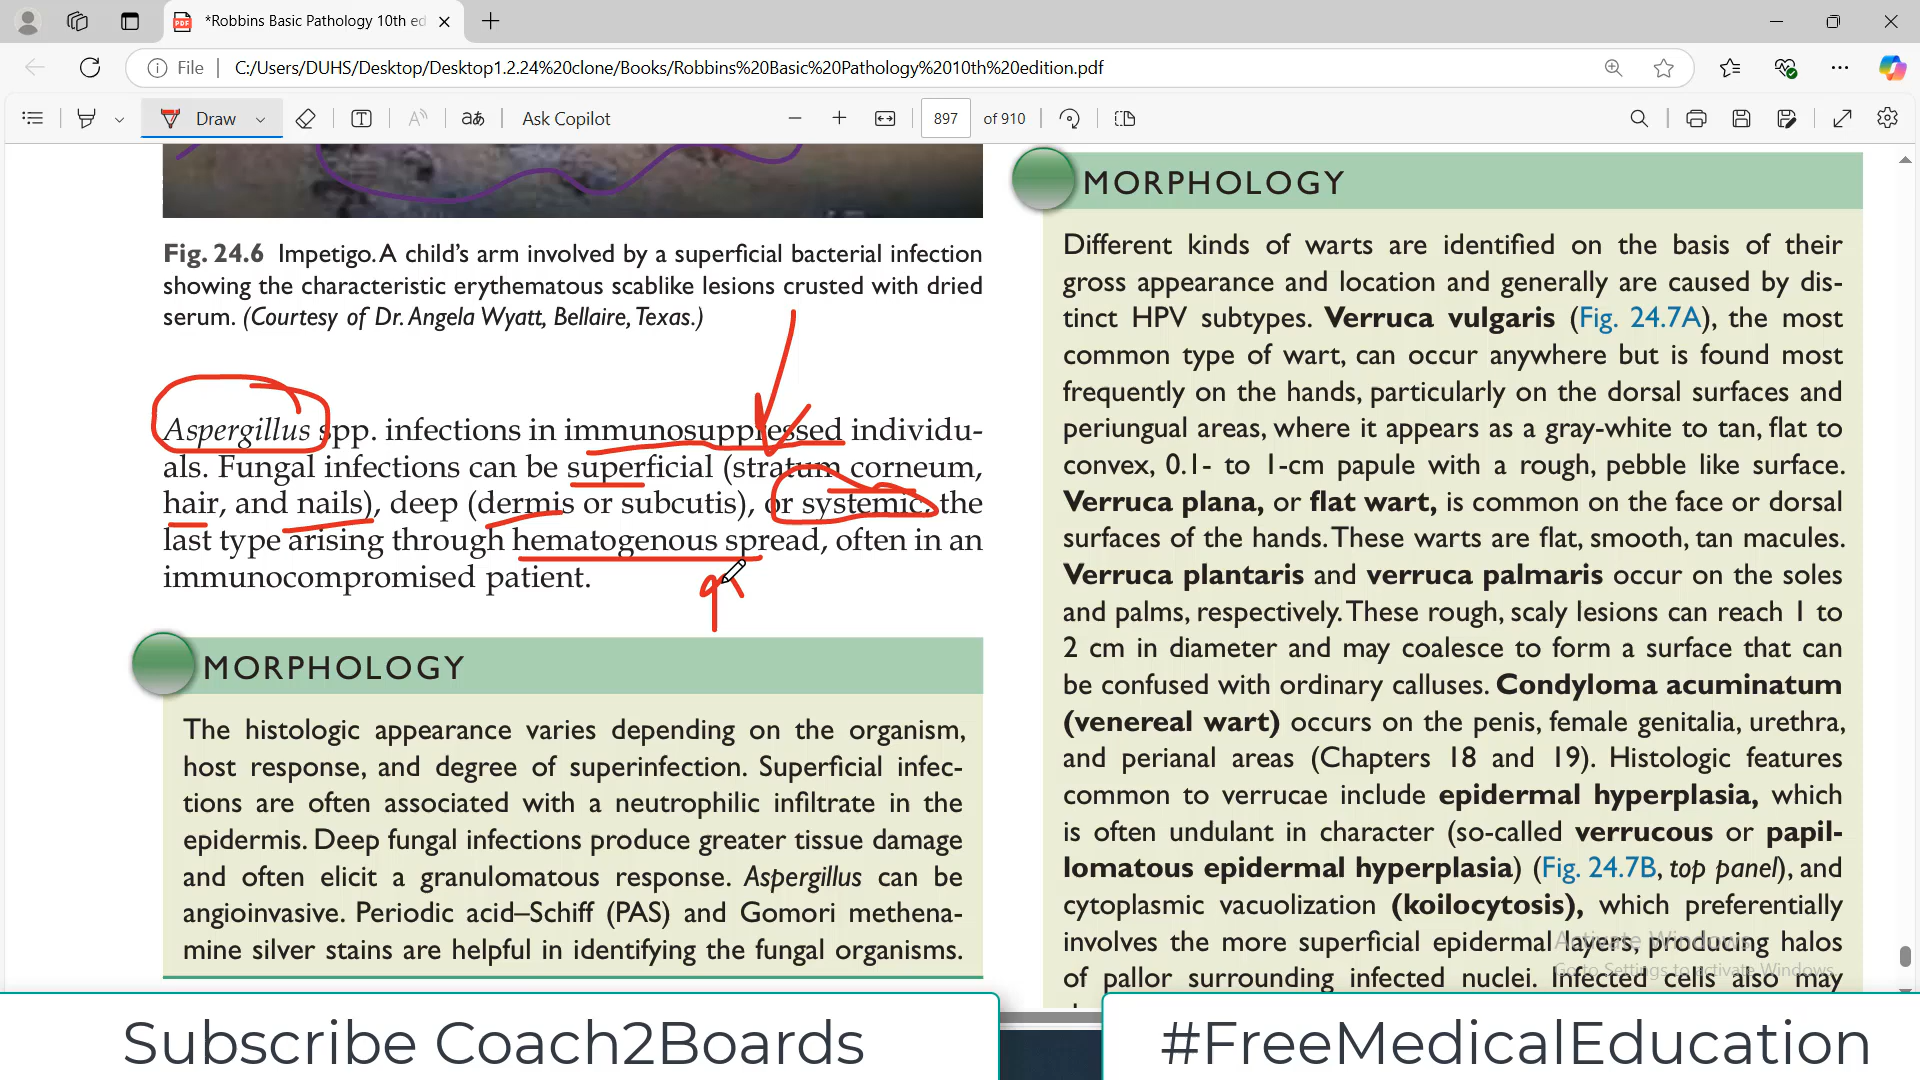 *Robbins Basic Pathology 10th ed
File
C:/Users/DUHS/Desktop/Desktop1.2.24%20clone/Books/Robbins%20Basic%20Pathology%2010th%20edition.pdf
Draw
Ask Copilot
897 of 910
Fig. 24.6 Impetigo. A child's arm involved by a superficial bacterial infection
showing the characteristic erythematous scablike lesions crusted with dried
serum. (Courtesy of Dr. Angela Wyatt, Bellaire, Texas.)
Aspergillus spp. infections in immunosuppressed individu-
als. Fungal infections can be superficial (stratum corneum,
hair, and nails), deep (dermis or subcutis), or systemic, the
last type arising through hematogenous spread, often in an
immunocompromised patient.
MORPHOLOGY
The histologic appearance varies depending on the organism,
host response, and degree of superinfection. Superficial infec-
tions are often associated with a neutrophilic infiltrate in the
epidermis. Deep fungal infections produce greater tissue damage
and often elicit a granulomatous response. Aspergillus can be
angioinvasive. Periodic acid–Schiff (PAS) and Gomori methena-
mine silver stains are helpful in identifying the fungal organisms.
MORPHOLOGY
Different kinds of warts are identified on the basis of their
gross appearance and location and generally are caused by dis-
tinct HPV subtypes. Verruca vulgaris (Fig. 24.7A), the most
common type of wart, can occur anywhere but is found most
frequently on the hands, particularly on the dorsal surfaces and
periungual areas, where it appears as a gray-white to tan, flat to
convex, 0.1- to 1-cm papule with a rough, pebble like surface.
Verruca plana, or flat wart, is common on the face or dorsal
surfaces of the hands. These warts are flat, smooth, tan macules.
Verruca plantaris and verruca palmaris occur on the soles
and palms, respectively. These rough, scaly lesions can reach 1 to
2 cm in diameter and may coalesce to form a surface that can
be confused with ordinary calluses. Condyloma acuminatum
(venereal wart) occurs on the penis, female genitalia, urethra,
and perianal areas (Chapters 18 and 19). Histologic features
common to verrucae include epidermal hyperplasia, which
is often undulant in character (so-called verrucous or papil-
lomatous epidermal hyperplasia) (Fig. 24.7B, top panel), and
cytoplasmic vacuolization (koilocytosis), which preferentially
involves the more superficial epidermal layers, producing halos
of pallor surrounding infected nuclei. Infected cells also may
Activate Windows
Go to Settings to activate Windows.
Subscribe Coach2Boards
#FreeMedicalEducation